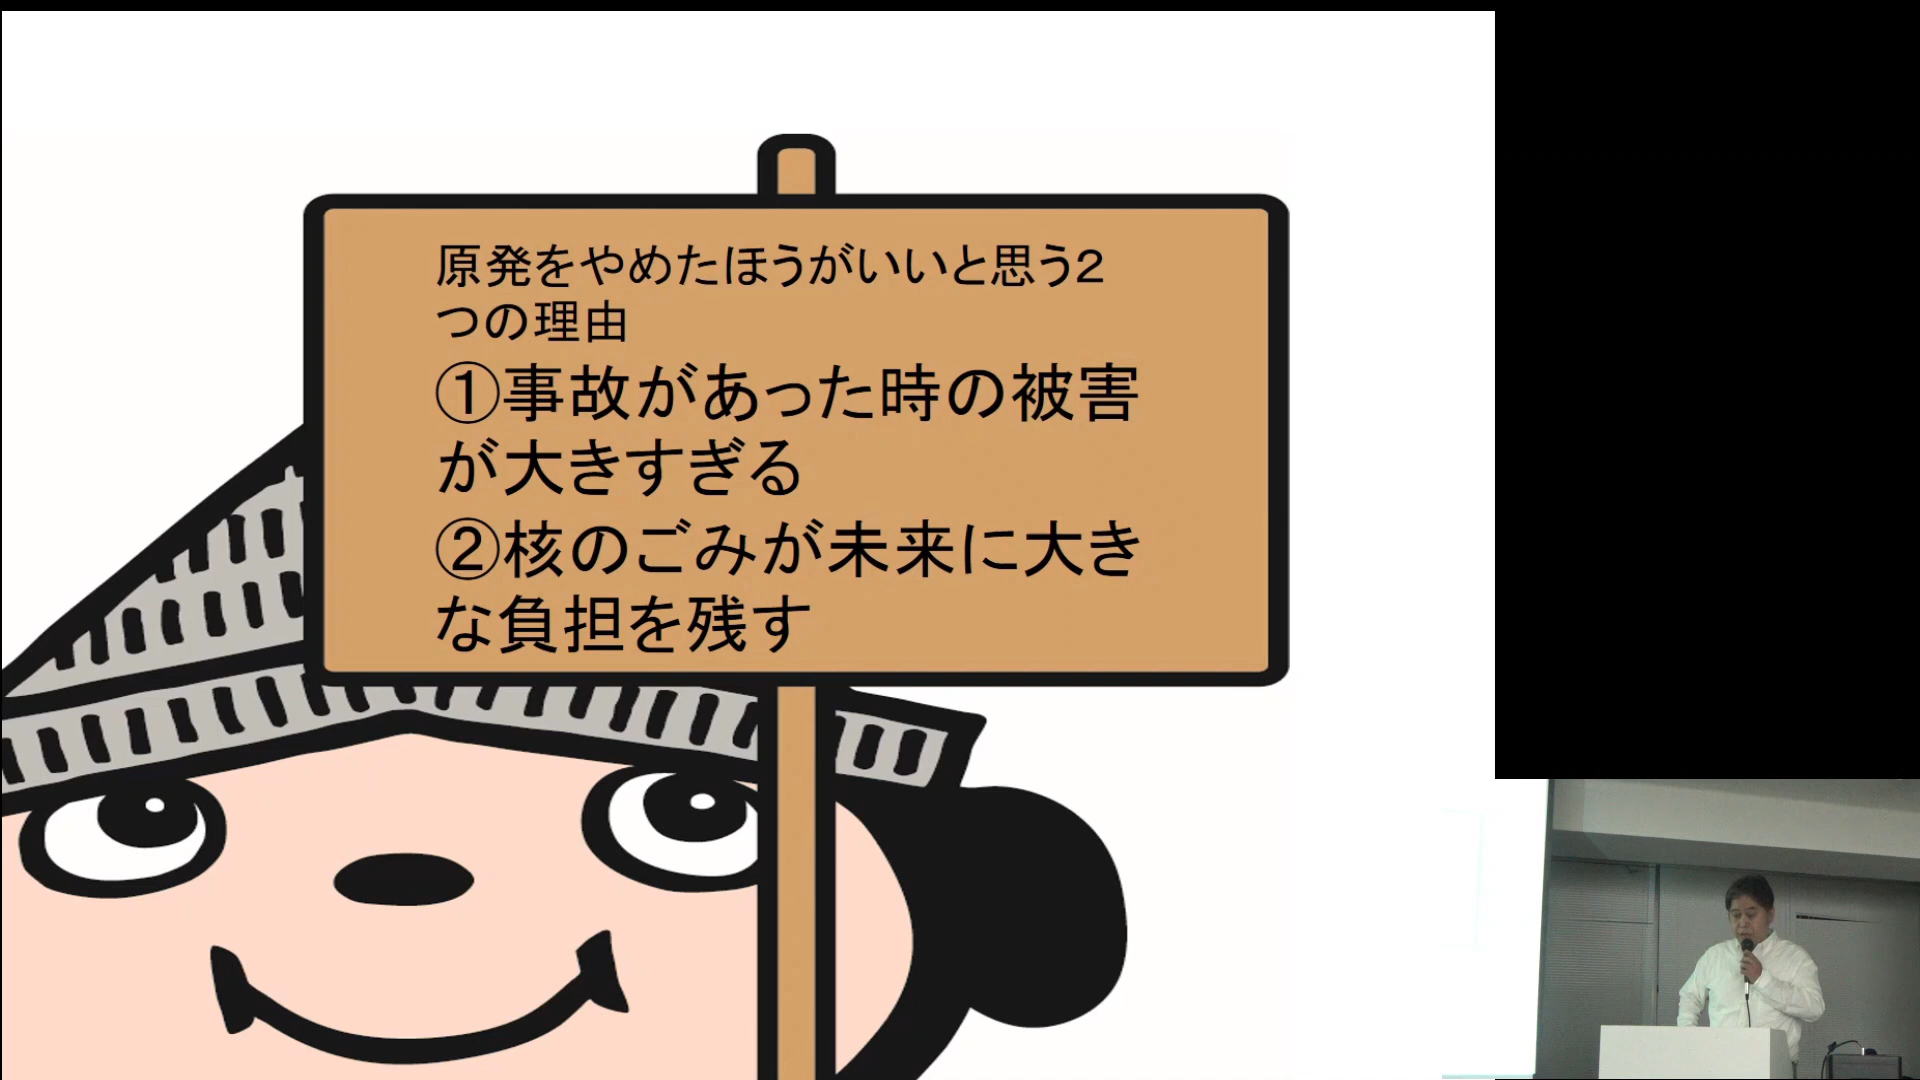 原発をやめたほうがいいと思う２
つの理由
①事故があった時の被害
が大きすぎる
②核のごみが未来に大き
な負担を残す